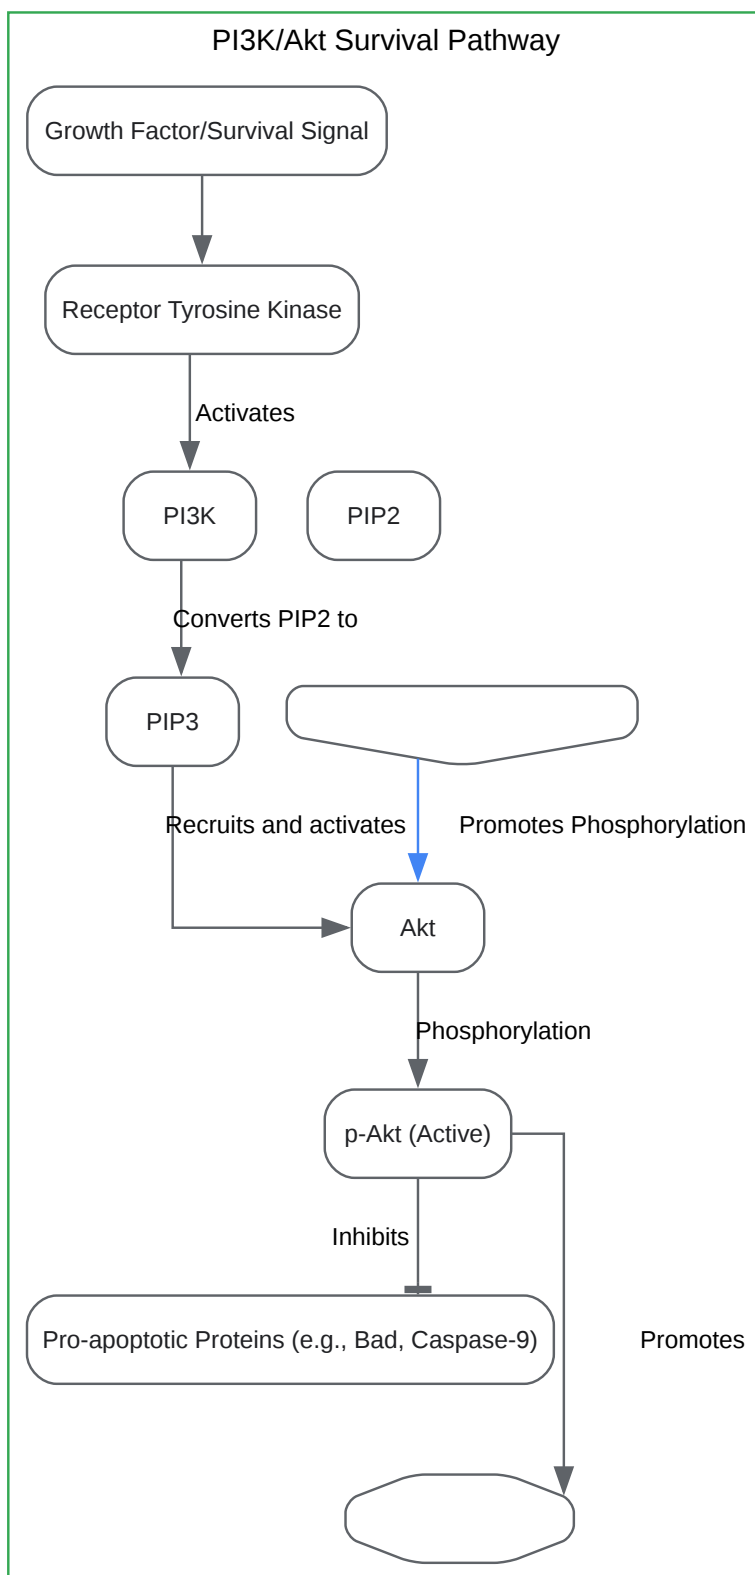 PI3K/Akt Survival Pathway
Growth Factor/Survival Signal
Receptor Tyrosine Kinase
Activates
PI3K
PIP2
Converts PIP2 to
PIP3
Recruits and activates
Promotes Phosphorylation
Akt
Phosphorylation
p-Akt (Active)
Inhibits
Pro-apoptotic Proteins (e.g., Bad, Caspase-9)
Promotes